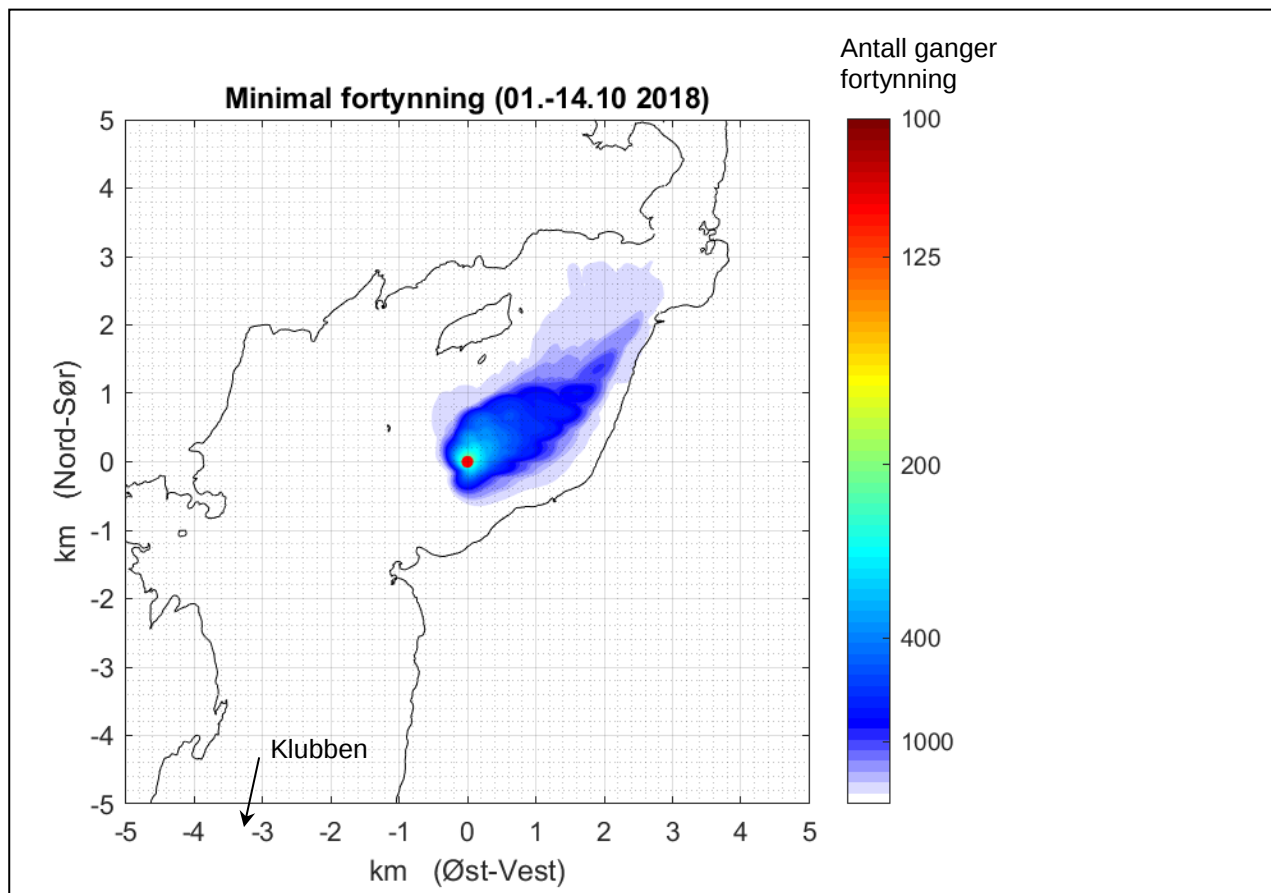 Antall ganger
fortynning
Minimal fortynning (01.-14.10 2018)
100
125
200
400
1000
km (Nord-Sør)
5
4
3
2
1
0
-1
-2
-3
-4
-5
Klubben
-5 -4 -3 -2 -1 0 1 2 3 4 5
km (Øst-Vest)